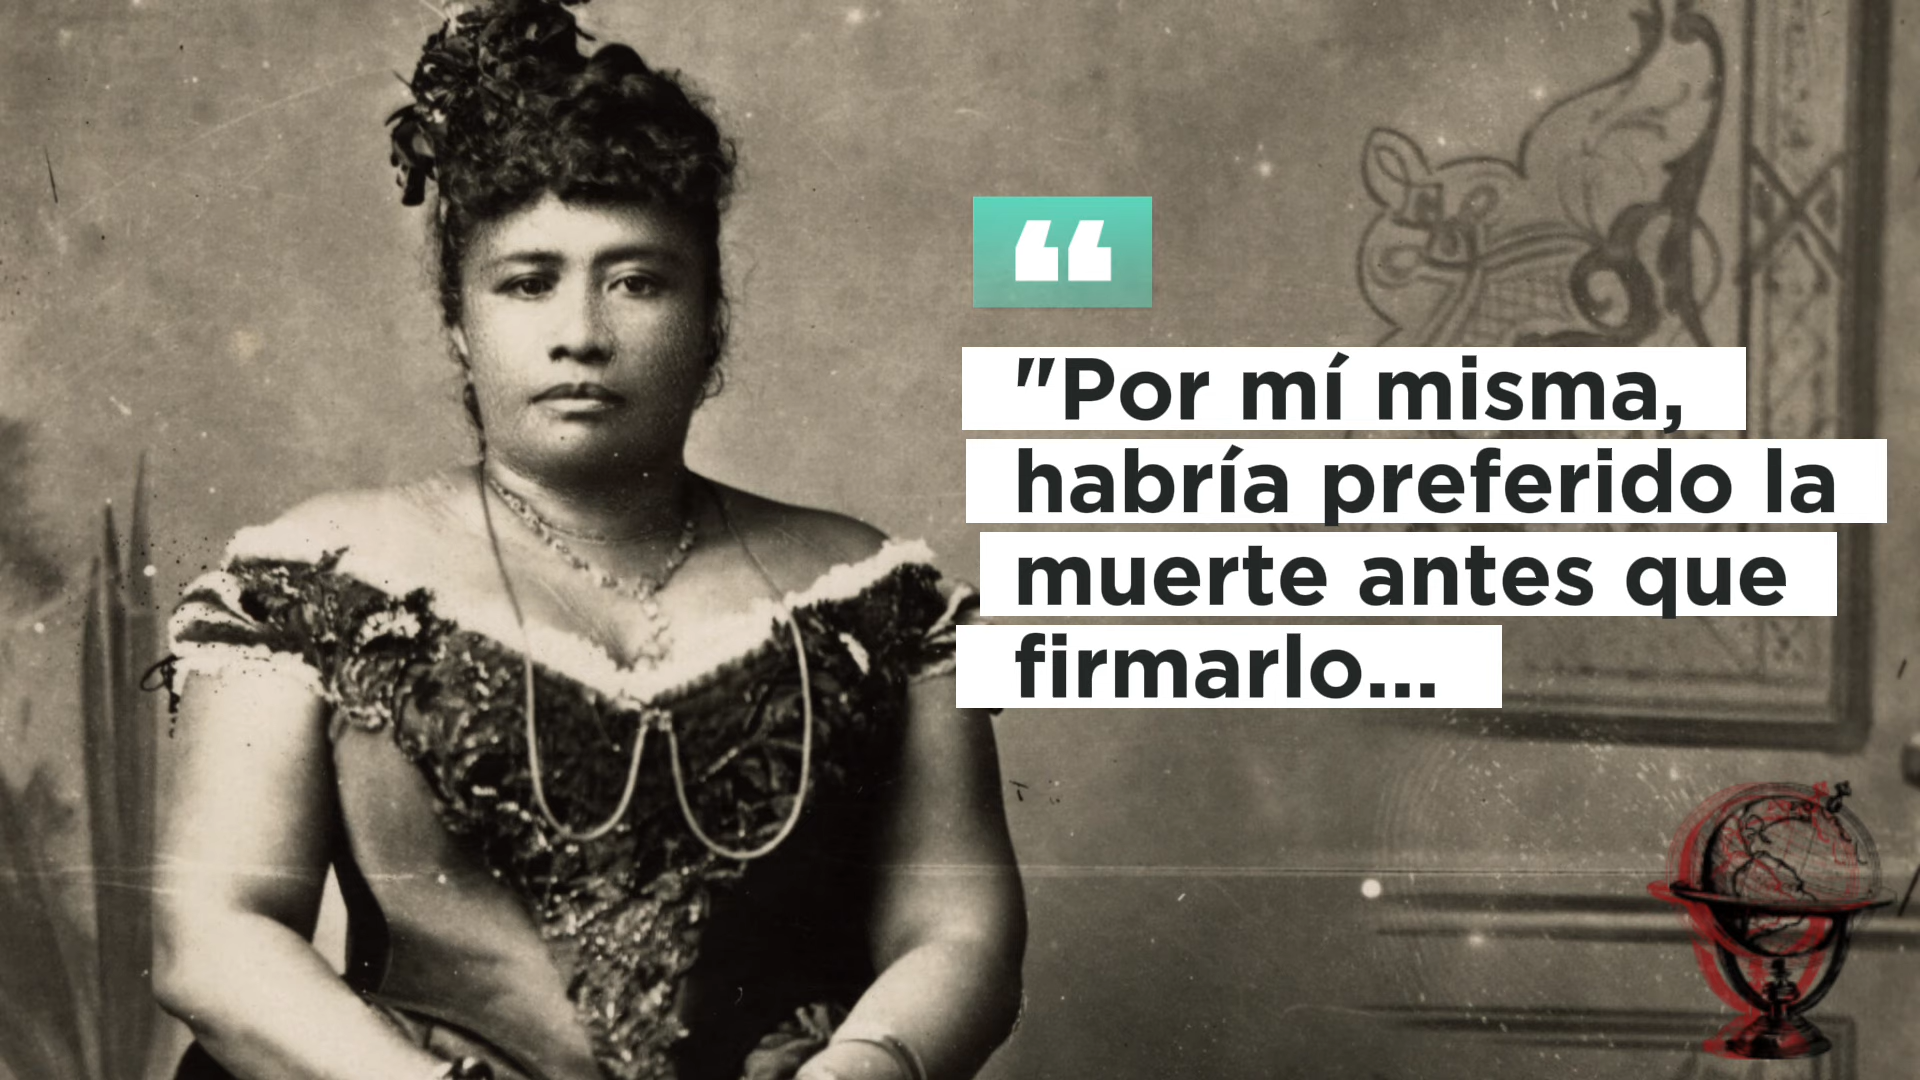 "Por mí misma,
habría preferido la
muerte antes que
firmarlo...